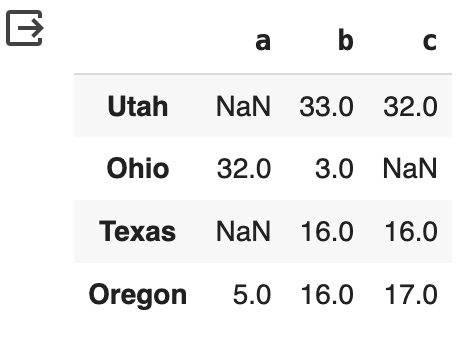 a b c
Utah NaN 33.0 32.0
Ohio 32.0 3.0 NaN
Texas NaN 16.0 16.0
Oregon 5.0 16.0 17.0